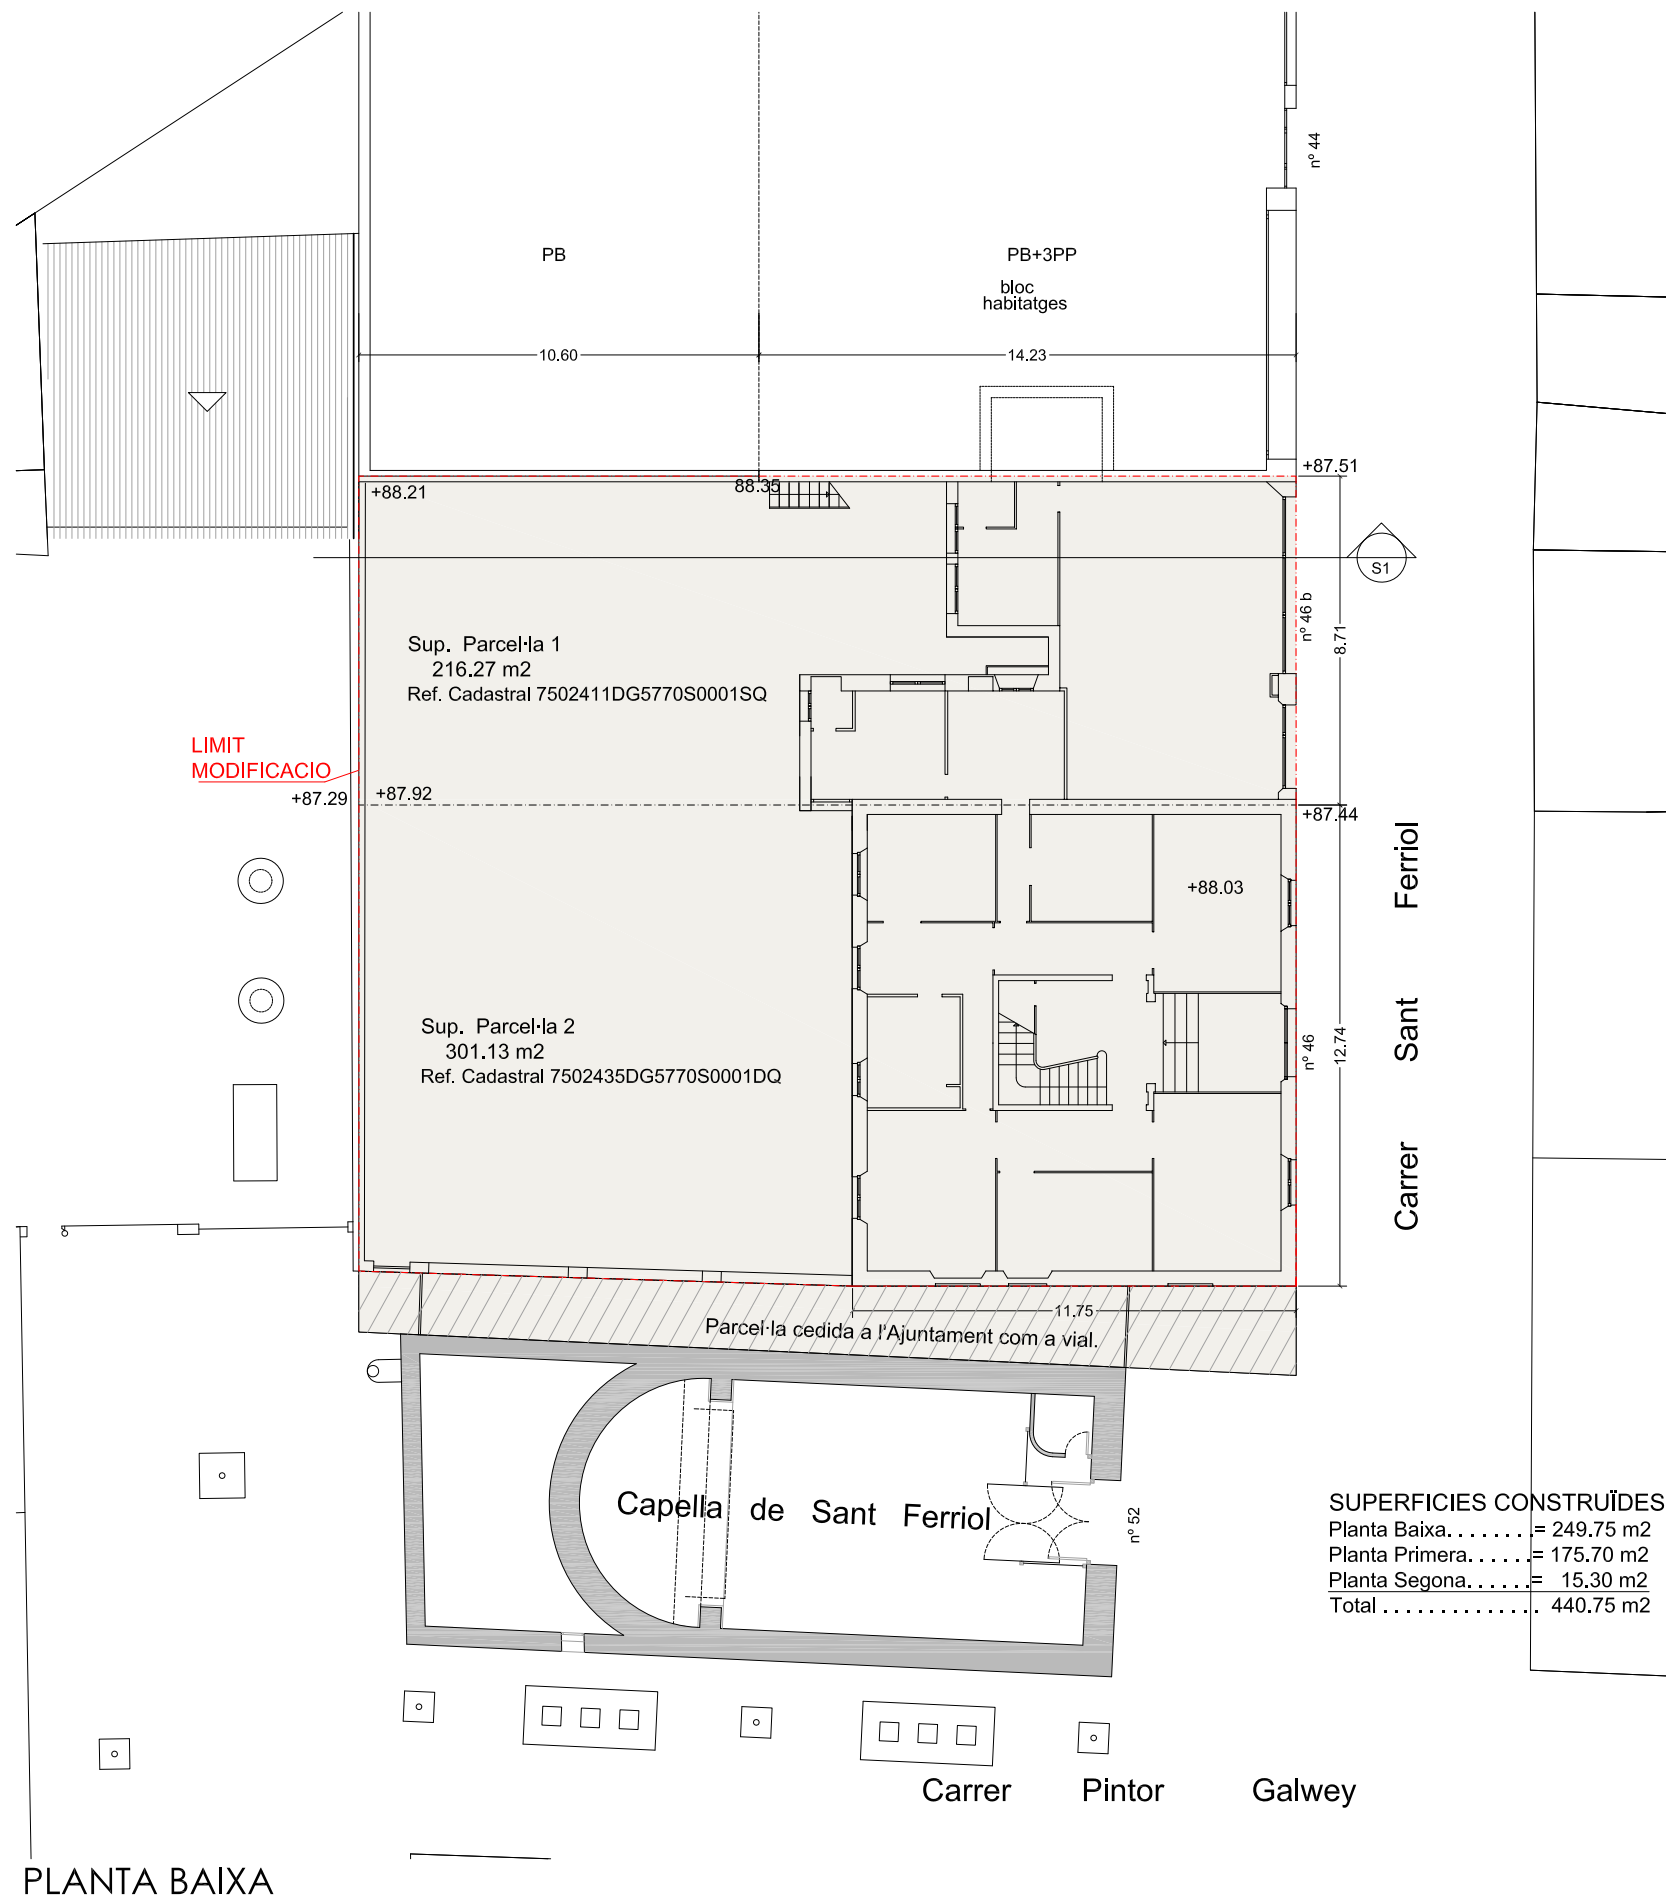 nº 44
PB
PB+3PP
bloc
habitatges
10.60
14.23
+87.51
+88.21
88.35
S1
nº 46 b
8.71
Sup. Parcel·la 1
216.27 m2
Ref. Cadastral 7502411DG5770S0001SQ
LIMIT
MODIFICACIO
+87.29
+87.92
+87.44
+88.03
Carrer Sant Ferriol
Sup. Parcel·la 2
301.13 m2
Ref. Cadastral 7502435DG5770S0001DQ
nº 46
12.74
11.75
Parcel·la cedida a l'Ajuntament com a vial.
Capella de Sant Ferriol
nº 52
SUPERFICIES CONSTRUÏDES
Planta Baixa........= 249.75 m2
Planta Primera......= 175.70 m2
Planta Segona......= 15.30 m2
Total .............. 440.75 m2
Carrer Pintor Galwey
PLANTA BAIXA